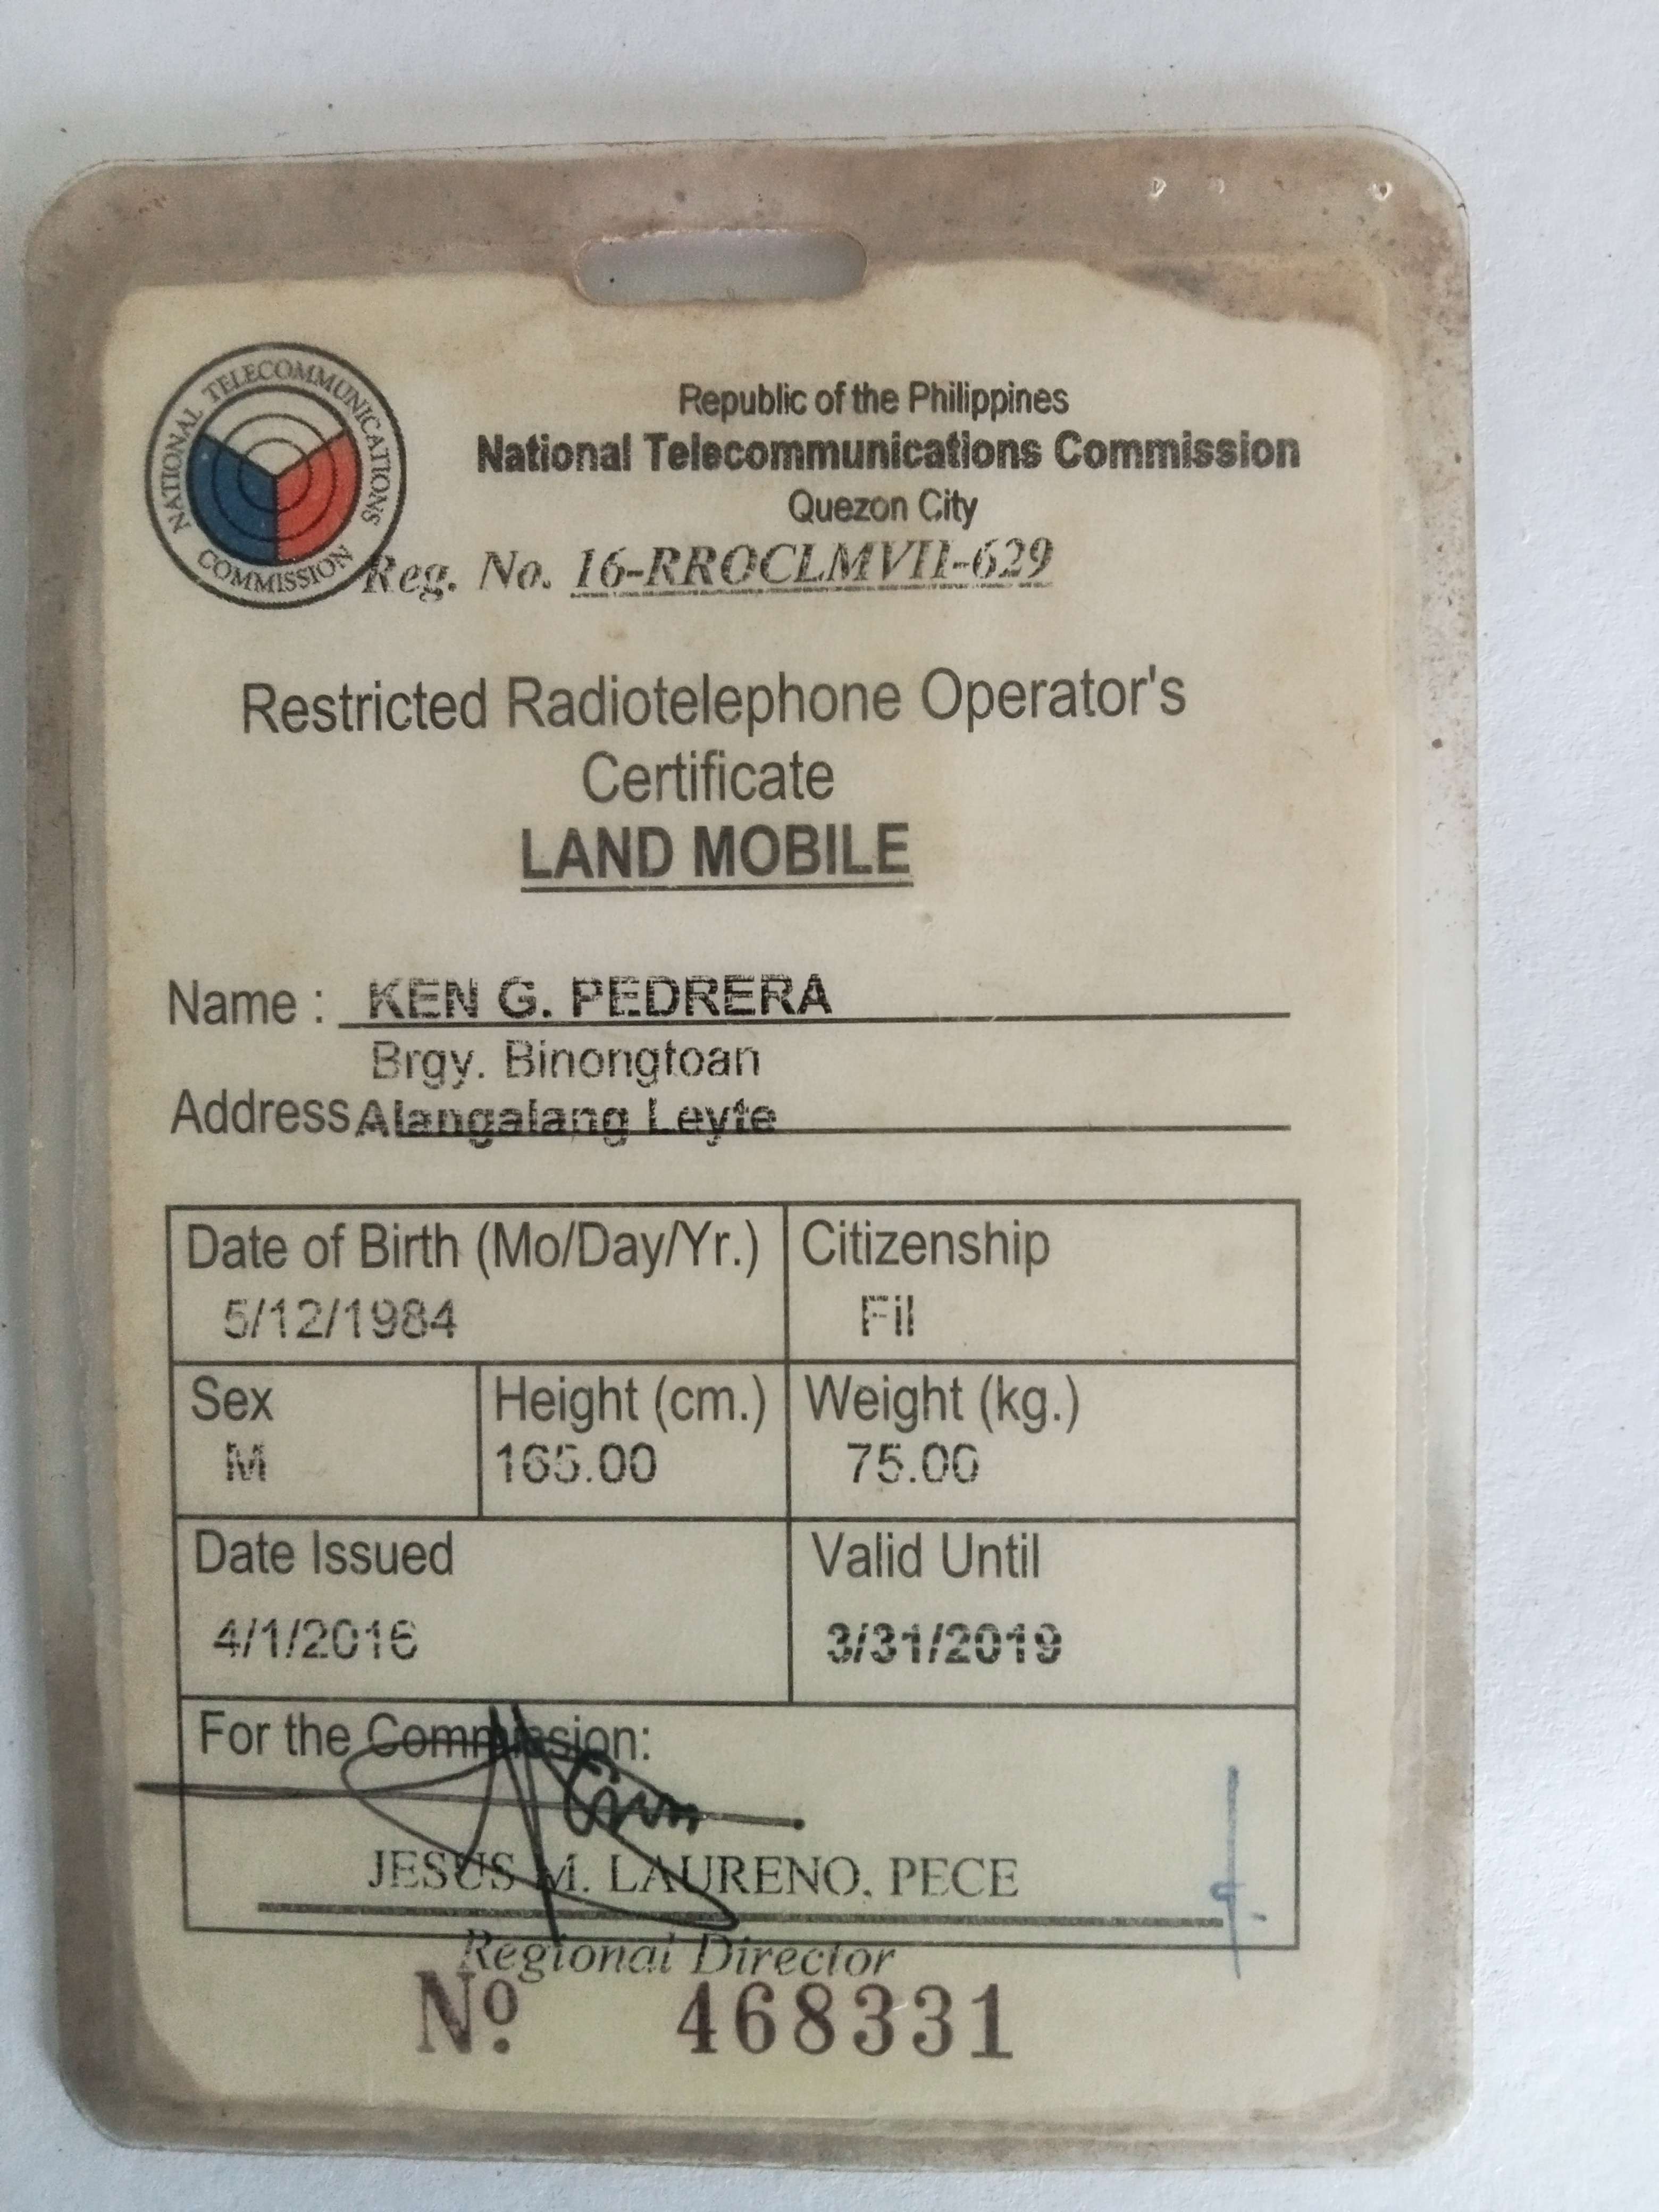 NATIONAL TELECOMMUNICATIONS COMMISSION
Republic of the Philippines
National Telecommunications Commission
Quezon City
Reg. No. 16-RROCLMVII-629
Restricted Radiotelephone Operator's
Certificate
LAND MOBILE
Name : KEN G. PEDRERA
Brgy. Binongtoan
Address Alangalang Leyte
Date of Birth (Mo/Day/Yr.) Citizenship
5/12/1984 Fil
Sex Height (cm.) Weight (kg.)
M 165.00 75.00
Date Issued Valid Until
4/1/2016 3/31/2019
For the Commission:
JESUS M. LAURENO, PECE
Regional Director
Nº 468331